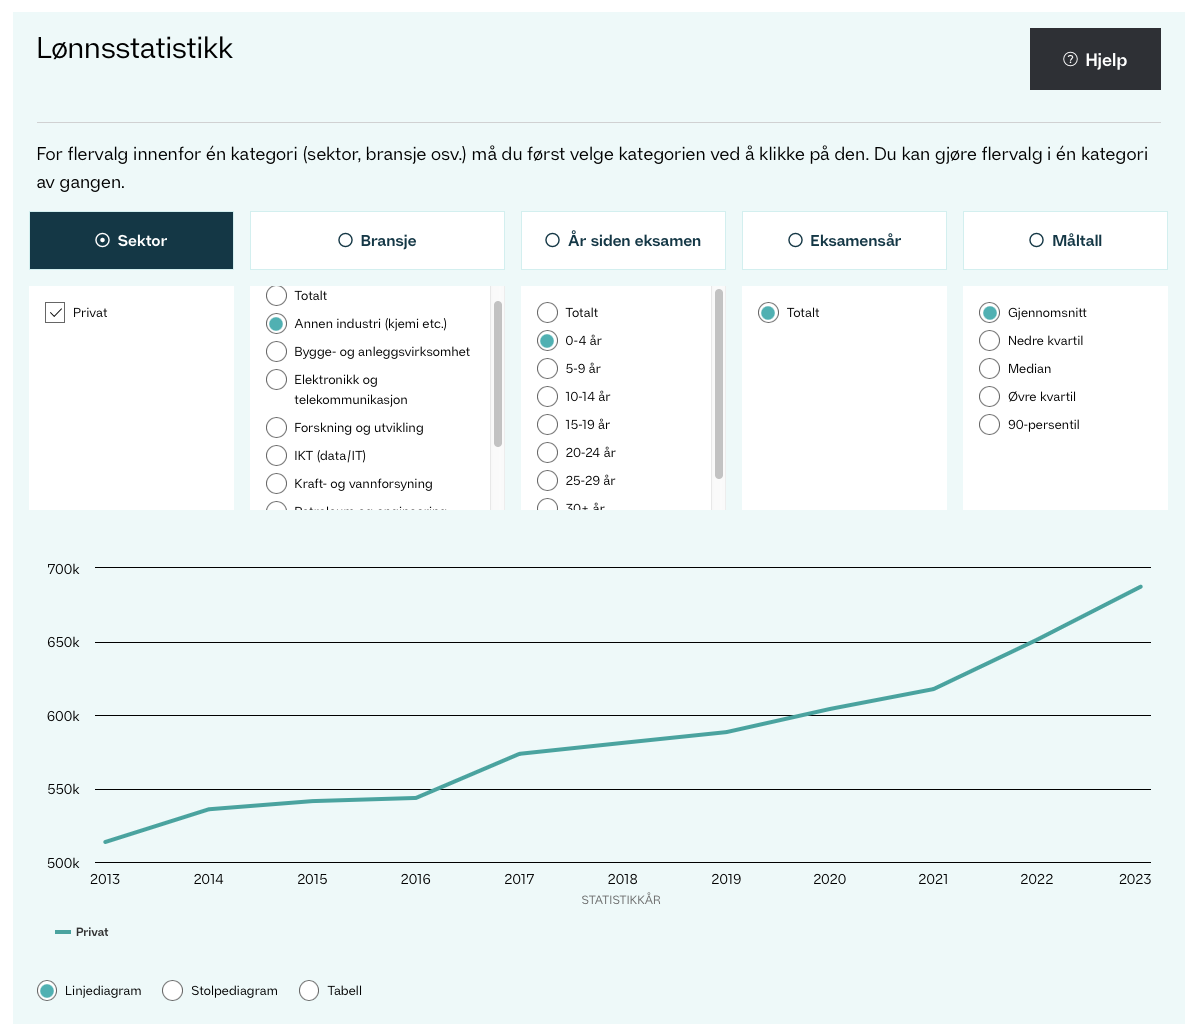 Lønnsstatistikk
Hjelp
For flervalg innenfor én kategori (sektor, bransje osv.) må du først velge kategorien ved å klikke på den. Du kan gjøre flervalg i én kategori
av gangen.
Sektor
Bransje
År siden eksamen
Eksamensår
Måltall
Privat
Totalt
Annen industri (kjemi etc.)
Bygge- og anleggsvirksomhet
Elektronikk og
telekommunikasjon
Forskning og utvikling
IKT (data/IT)
Kraft- og vannforsyning
Totalt
0-4 år
5-9 år
10-14 år
15-19 år
20-24 år
25-29 år
30+ år
Totalt
Gjennomsnitt
Nedre kvartil
Median
Øvre kvartil
90-persentil
700k
650k
600k
550k
500k
2013 2014 2015 2016 2017 2018 2019 2020 2021 2022 2023
STATISTIKKÅR
Privat
Linjediagram
Stolpediagram
Tabell